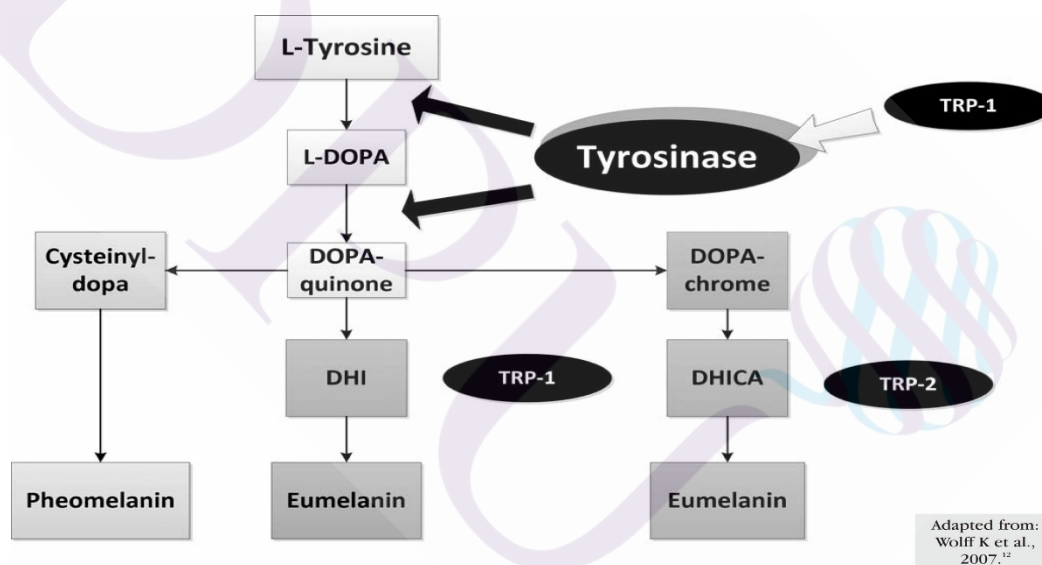 L-Tyrosine
TRP-1
Tyrosinase
L-DOPA
Cysteinyl-
dopa
DOPA-
quinone
DOPA-
chrome
DHI
TRP-1
DHICA
TRP-2
Pheomelanin
Eumelanin
Eumelanin
Adapted from:
Wolff K et al.,
2007.¹²